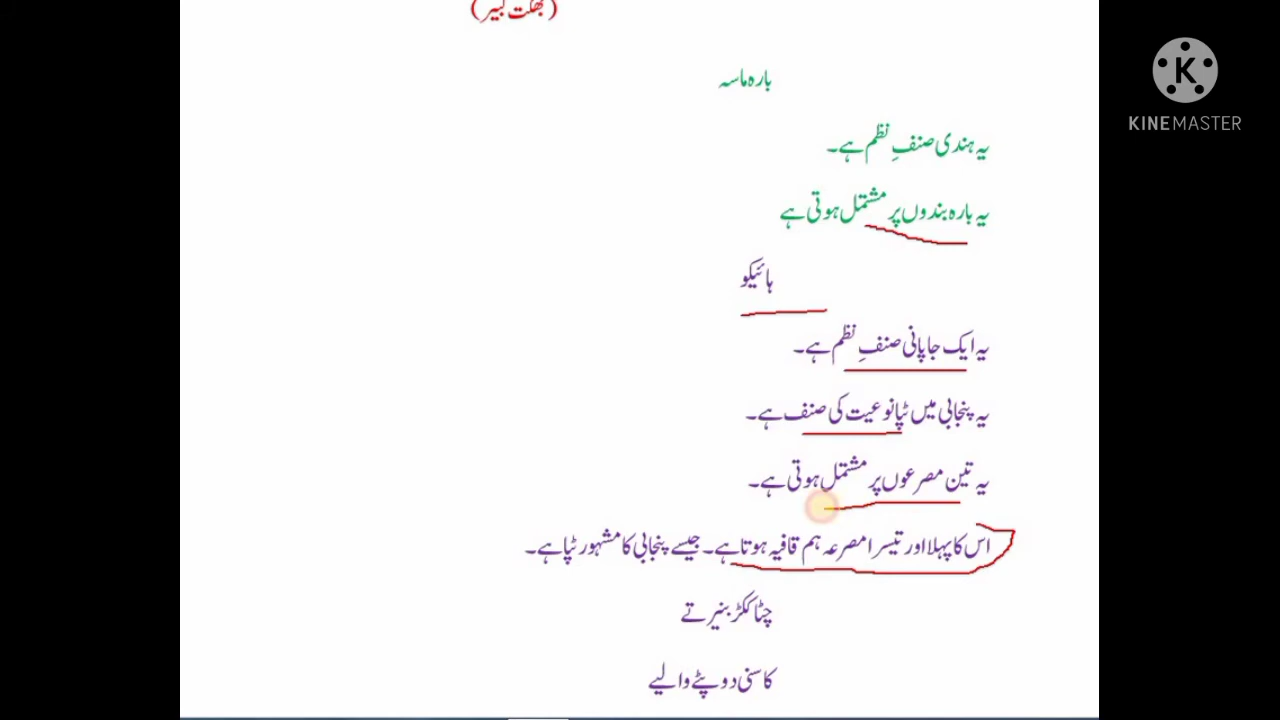 (بھگت کبیر)
بارہ ماسہ
یہ ہندی صنفِ نظم ہے۔
یہ بارہ بندوں پر مشتمل ہوتی ہے
ہائیکو
یہ ایک جاپانی صنفِ نظم ہے۔
یہ پنجابی میں ٹپا نوعیت کی صنف ہے۔
یہ تین مصرعوں پر مشتمل ہوتی ہے۔
اس کا پہلا اور تیسرا مصرعہ ہم قافیہ ہوتا ہے۔ جیسے پنجابی کا مشہور ٹپا ہے۔
چٹا ککڑ بنیرتے
کاسنی دوپٹے والیے
KINEMASTER